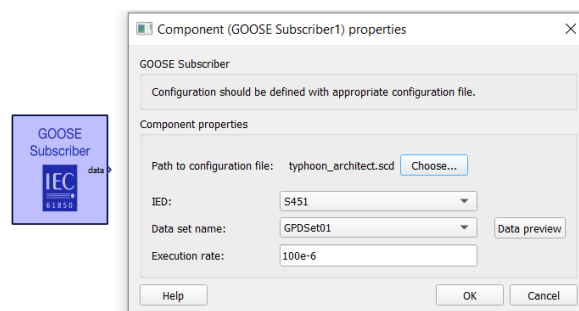 Component (GOOSE Subscriber1) properties
GOOSE Subscriber
Configuration should be defined with appropriate configuration file.
Component properties
Path to configuration file: typhoon_architect.scd Choose...
IED: S451
Data set name: GPDSet01 Data preview
Execution rate: 100e-6
Help OK Cancel
GOOSE
Subscriber
data
IEC
61850